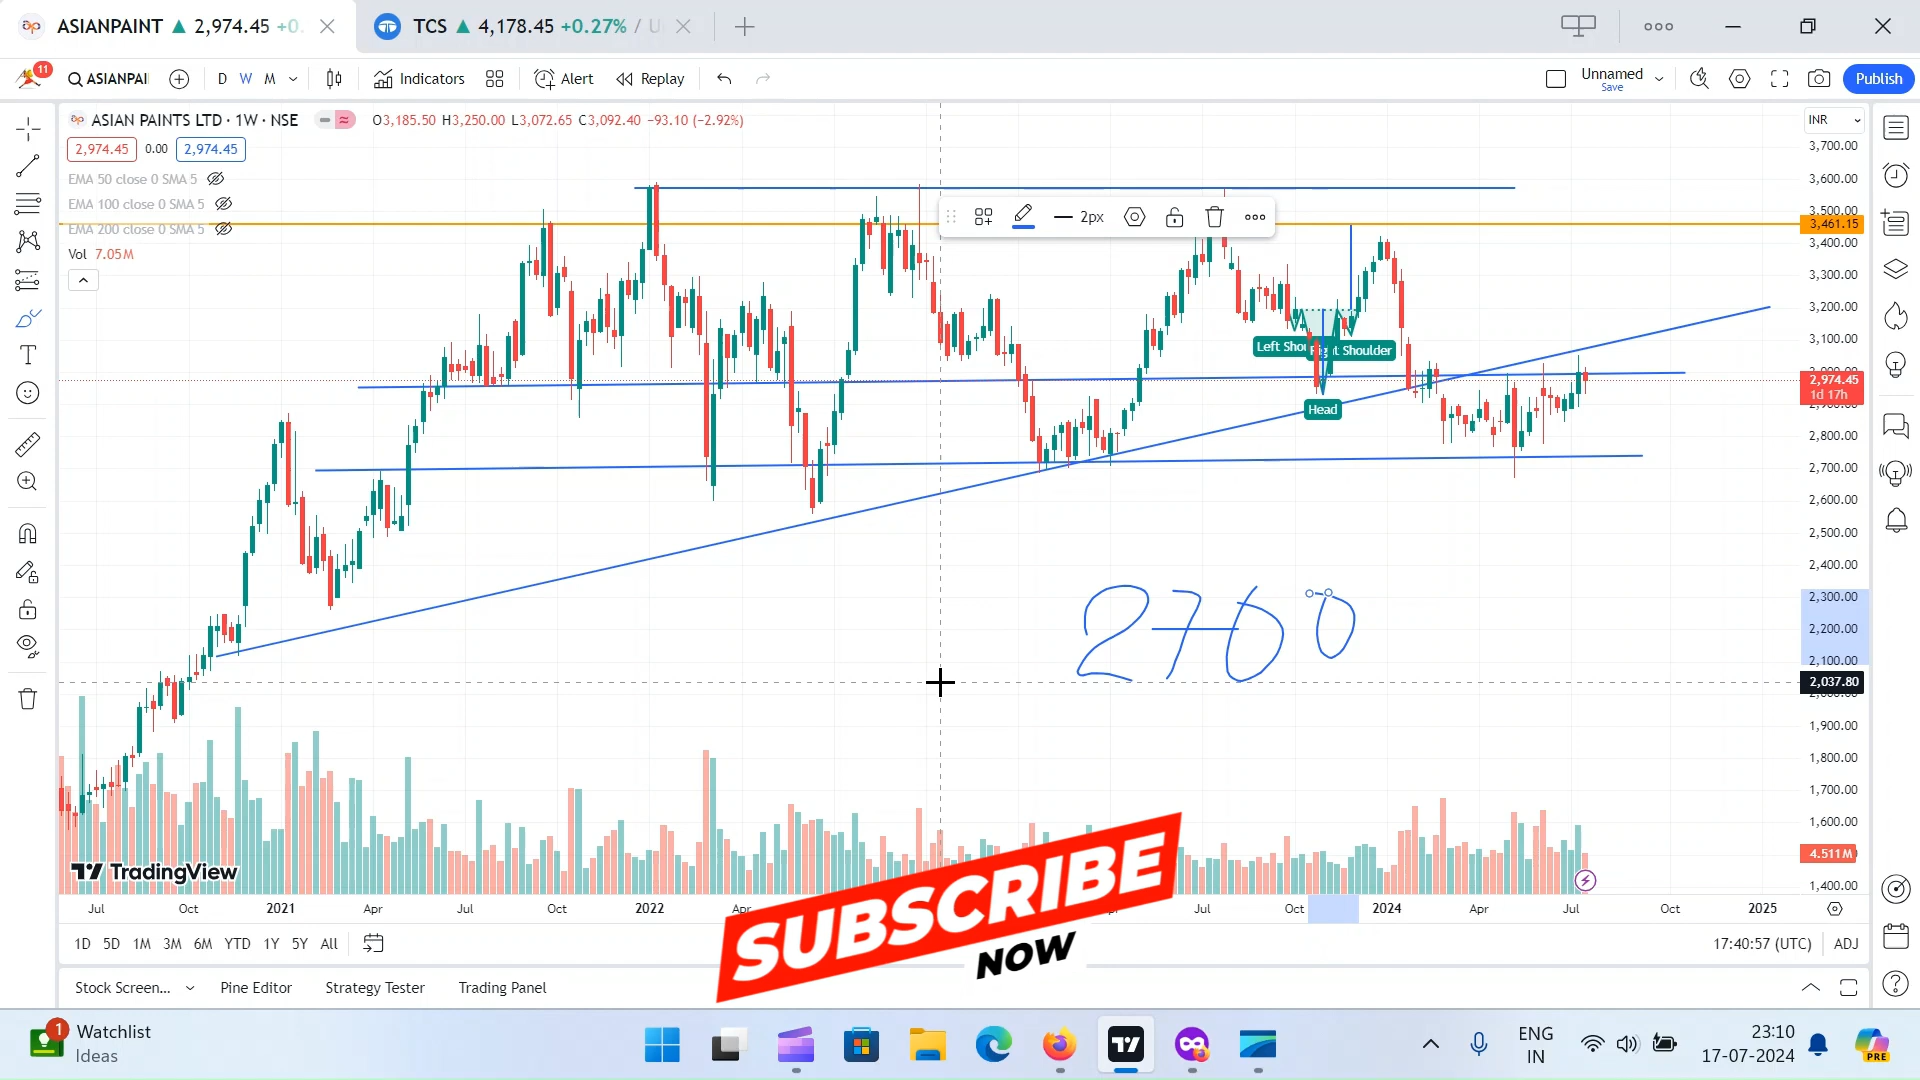 ASIANPAINT ▲ 2,974.45 +0.
TCS ▲ 4,178.45 +0.27% / U
11
ASIANPAI
D W M
Indicators
Alert
Replay
Unnamed
Save
Publish
ASIAN PAINTS LTD · 1W · NSE
O3,185.50 H3,250.00 L3,072.65 C3,092.40 −93.10 (−2.92%)
INR
2,974.45 0.00 2,974.45
EMA 50 close 0 SMA 5
EMA 100 close 0 SMA 5
EMA 200 close 0 SMA 5
Vol 7.05M
2px
3,700.00
3,600.00
3,500.00
3,461.15
3,400.00
3,300.00
3,200.00
3,100.00
2,974.45
1d 17h
2,800.00
2,700.00
2,600.00
2,500.00
2,400.00
2,300.00
2,200.00
2,100.00
2,037.80
1,900.00
1,800.00
1,700.00
1,600.00
4.511M
1,400.00
Left Shou
Right Shoulder
Head
2700
TradingView
SUBSCRIBE
NOW
Jul Oct 2021 Apr Jul Oct 2022 Apr Jul Oct 2024 Apr Jul Oct 2025
1D 5D 1M 3M 6M YTD 1Y 5Y All
17:40:57 (UTC) ADJ
Stock Screen... Pine Editor Strategy Tester Trading Panel
1
Watchlist
Ideas
ENG
IN
23:10
17-07-2024
PRE